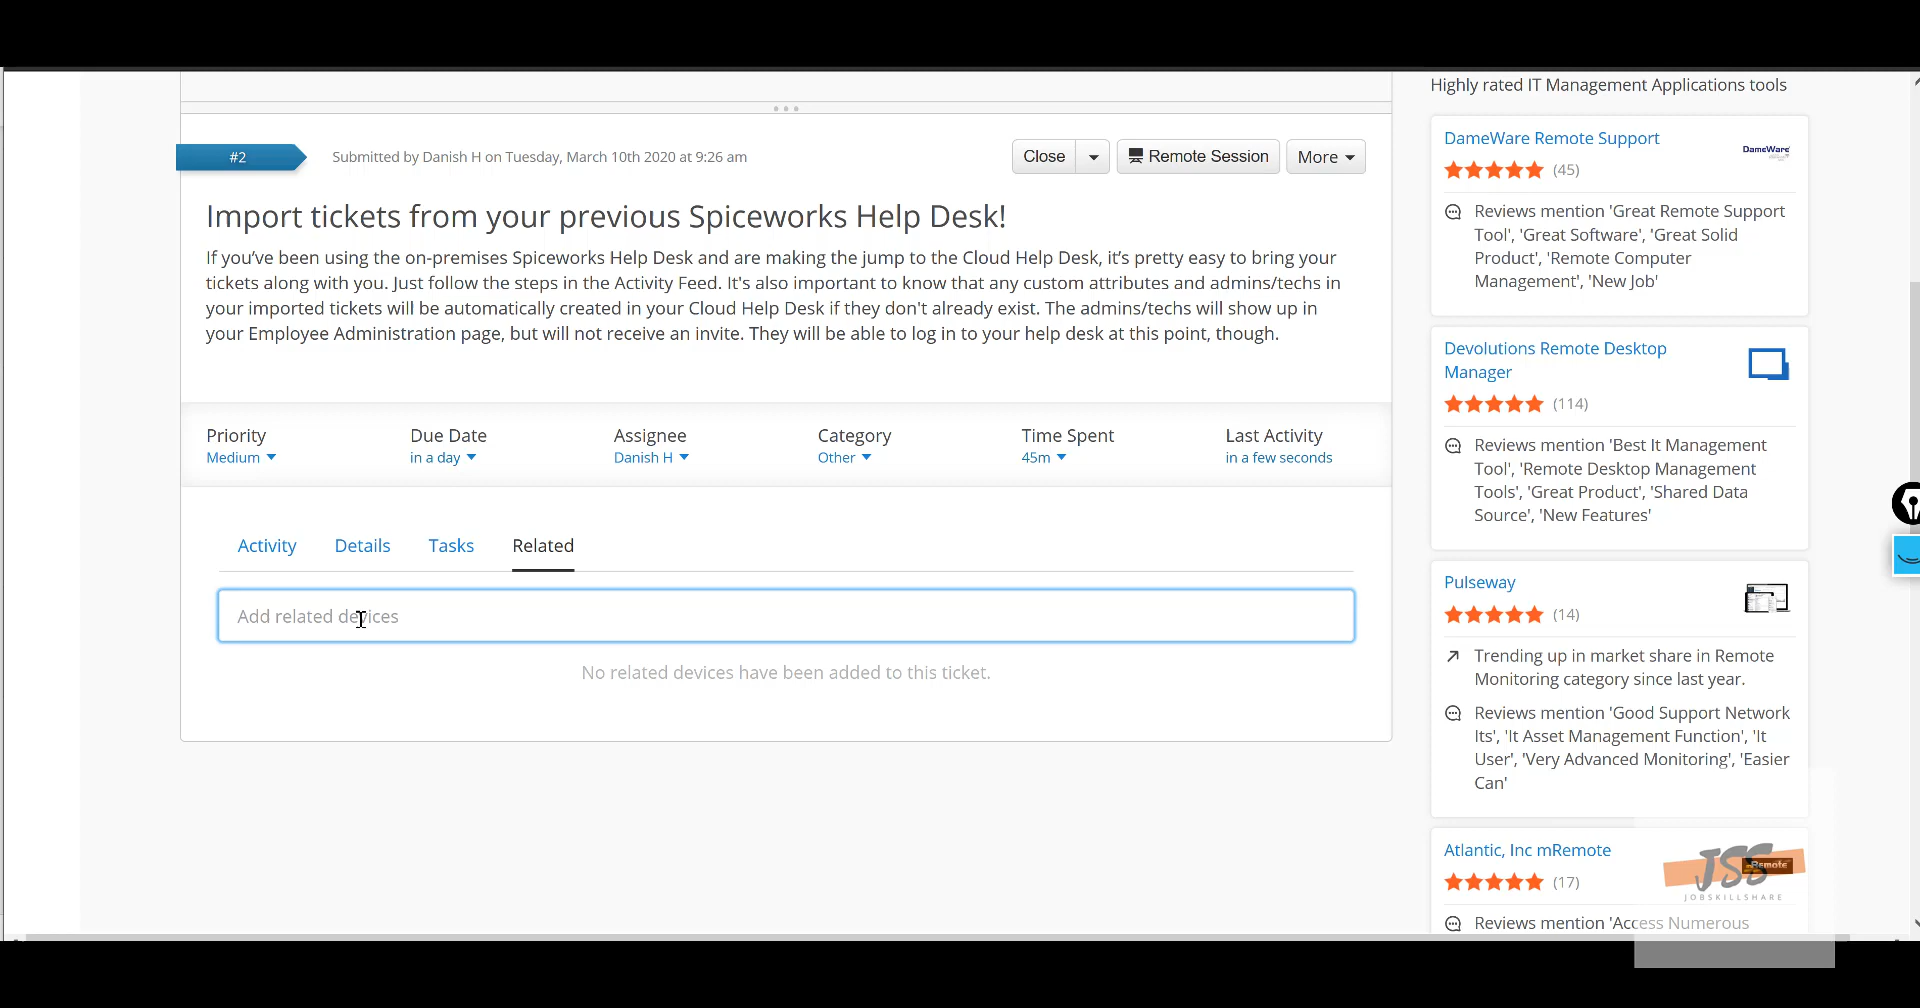 #2
Submitted by Danish H on Tuesday, March 10th 2020 at 9:26 am
Close
Remote Session
More
Import tickets from your previous Spiceworks Help Desk!
If you’ve been using the on-premises Spiceworks Help Desk and are making the jump to the Cloud Help Desk, it’s pretty easy to bring your
tickets along with you. Just follow the steps in the Activity Feed. It's also important to know that any custom attributes and admins/techs in
your imported tickets will be automatically created in your Cloud Help Desk if they don't already exist. The admins/techs will show up in
your Employee Administration page, but will not receive an invite. They will be able to log in to your help desk at this point, though.
Priority
Medium
Due Date
in a day
Assignee
Danish H
Category
Other
Time Spent
45m
Last Activity
in a few seconds
Activity
Details
Tasks
Related
Add related devices
No related devices have been added to this ticket.
Highly rated IT Management Applications tools
DameWare Remote Support
DameWare
(45)
Reviews mention 'Great Remote Support
Tool', 'Great Software', 'Great Solid
Product', 'Remote Computer
Management', 'New Job'
Devolutions Remote Desktop
Manager
(114)
Reviews mention 'Best It Management
Tool', 'Remote Desktop Management
Tools', 'Great Product', 'Shared Data
Source', 'New Features'
Pulseway
(14)
Trending up in market share in Remote
Monitoring category since last year.
Reviews mention 'Good Support Network
Its', 'It Asset Management Function', 'It
User', 'Very Advanced Monitoring', 'Easier
Can'
Atlantic, Inc mRemote
(17)
JSS
JOBSKILLSHARE
Reviews mention 'Access Numerous